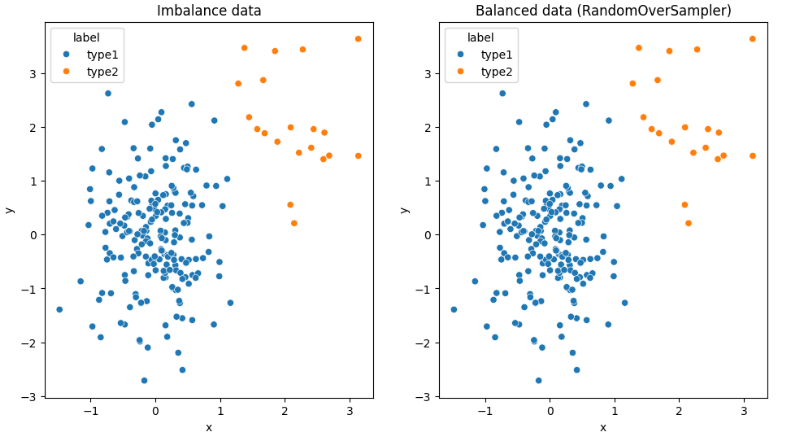 Imbalance data
label
type1
type2
y
3
2
1
0
−1
−2
−3
−1 0 1 2 3
x
Balanced data (RandomOverSampler)
label
type1
type2
y
3
2
1
0
−1
−2
−3
−1 0 1 2 3
x